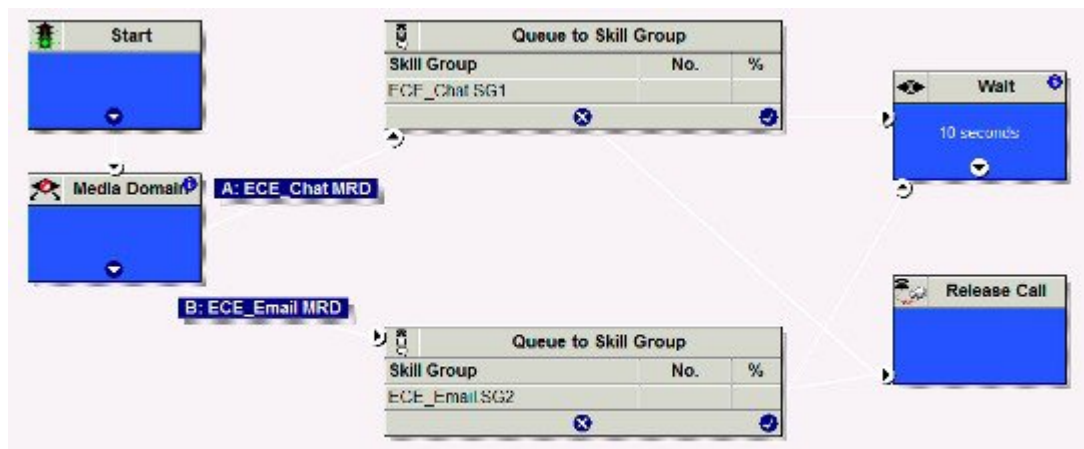 Start
Queue to Skill Group
Skill Group No. %
ECE_Chat SG1
Wait
10 seconds
Media Domain
A: ECE_Chat MRD
B: ECE_Email MRD
Release Call
Queue to Skill Group
Skill Group No. %
ECE_Email.SG2